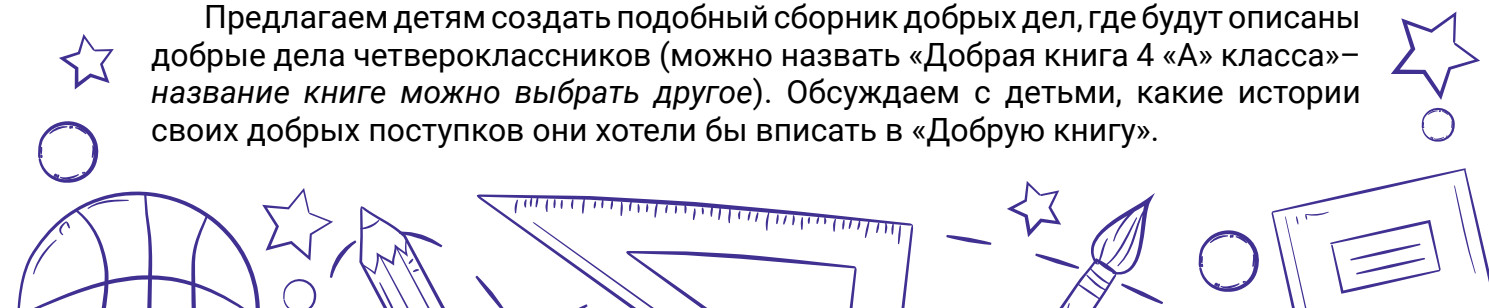 Предлагаем детям создать подобный сборник добрых дел, где будут описаны
добрые дела четвероклассников (можно назвать «Добрая книга 4 «А» класса»–
название книге можно выбрать другое). Обсуждаем с детьми, какие истории
своих добрых поступков они хотели бы вписать в «Добрую книгу».